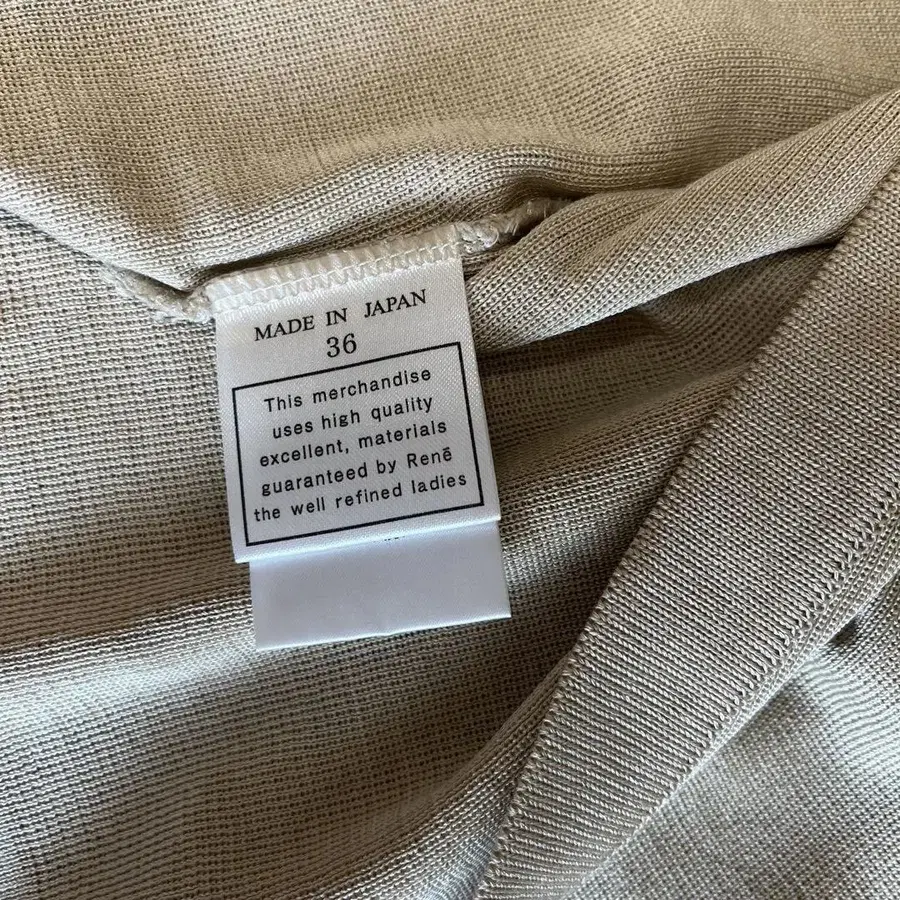 MADE IN JAPAN
36
This merchandise
uses high quality
excellent, materials
guaranteed by René
the well refined ladies